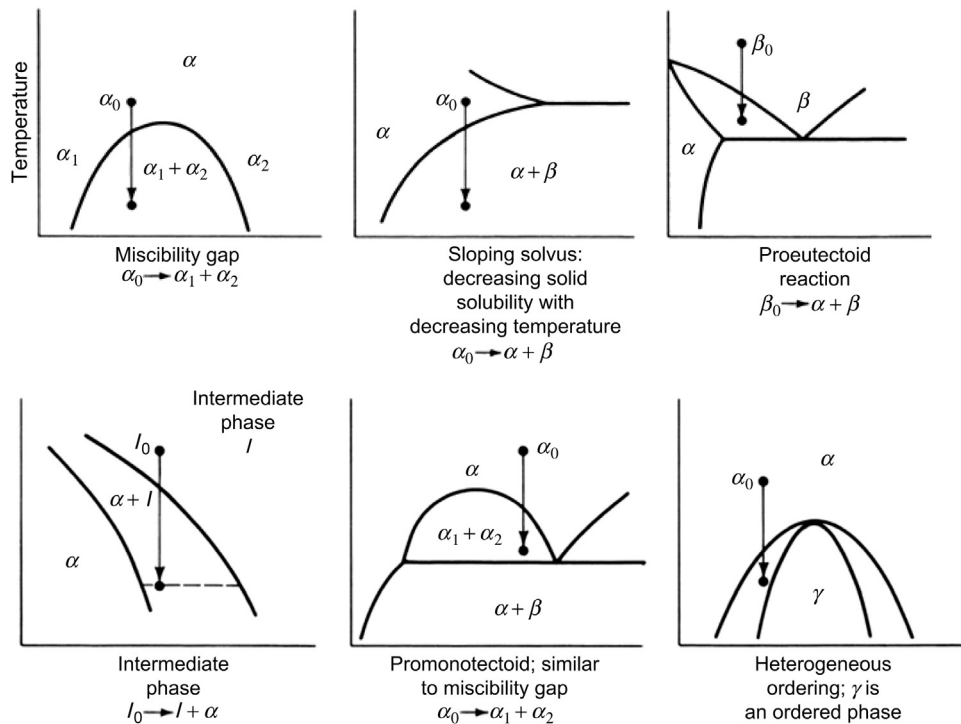 Temperature
α
α₀
α₁
α₁ + α₂
α₂
Miscibility gap
α₀ → α₁ + α₂
α₀
α
α + β
Sloping solvus:
decreasing solid
solubility with
decreasing temperature
α₀ → α + β
β₀
β
α
Proeutectoid
reaction
β₀ → α + β
Intermediate
phase
I
I₀
α + I
α
Intermediate
phase
I₀ → I + α
α₀
α
α₁ + α₂
α + β
Promonotectoid; similar
to miscibility gap
α₀ → α₁ + α₂
α
α₀
γ
Heterogeneous
ordering; γ is
an ordered phase